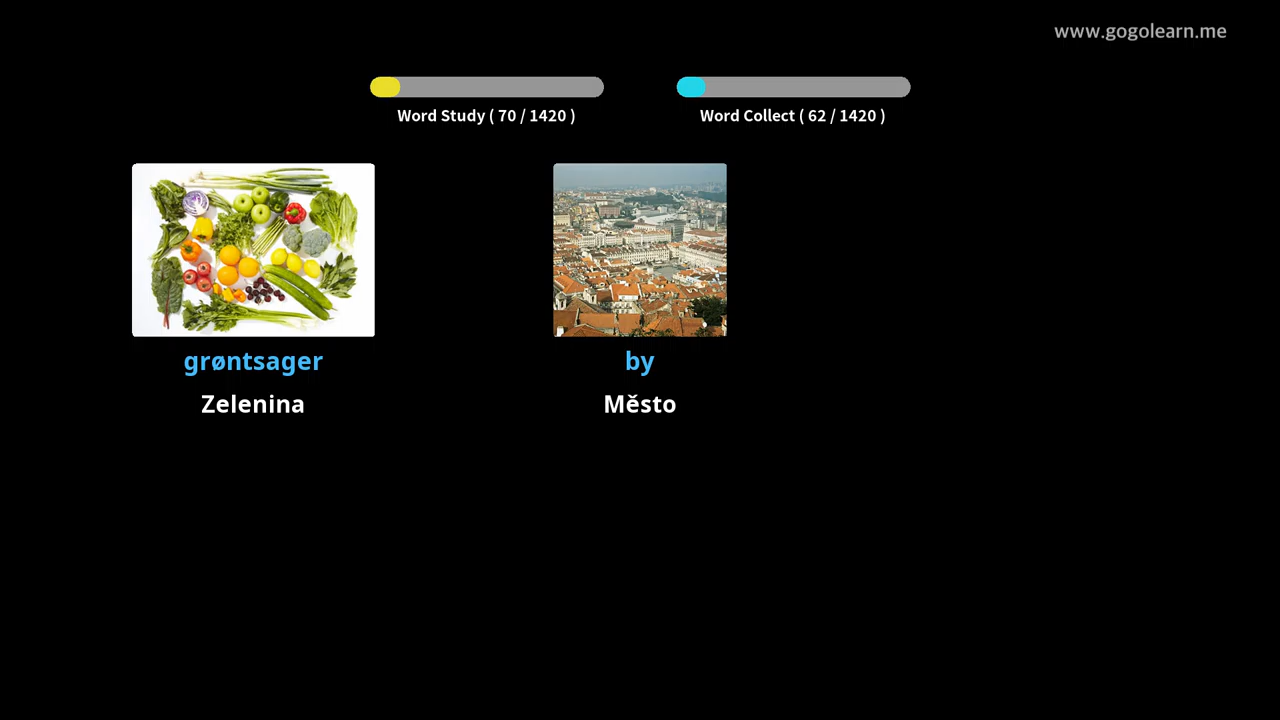 www.gogolearn.me
Word Study ( 70 / 1420 )
Word Collect ( 62 / 1420 )
grøntsager
Zelenina
by
Město